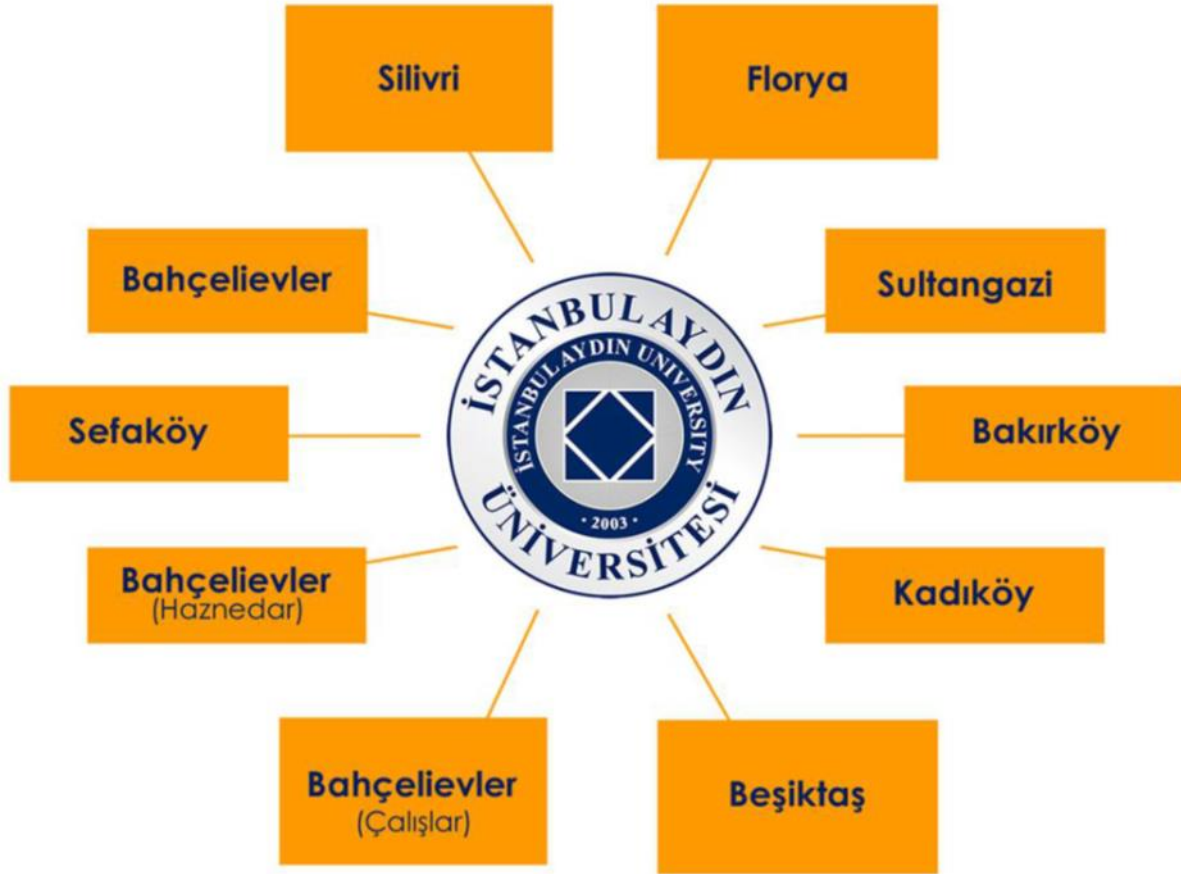 Silivri
Florya
Bahçelievler
Sultangazi
İSTANBUL AYDIN
İSTANBUL AYDIN UNIVERSITY
Sefaköy
Bakırköy
· 2003 ·
ÜNİVERSİTESİ
Bahçelievler
(Haznedar)
Kadıköy
Bahçelievler
(Çalışlar)
Beşiktaş